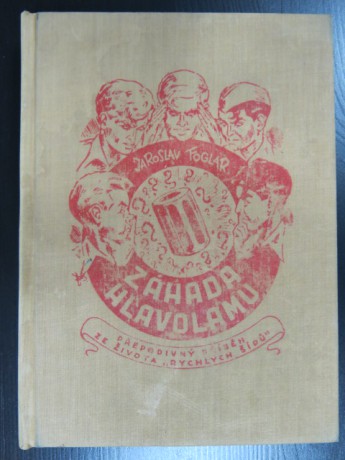 JAROSLAV FOGLAR
ZÁHADA
HLAVOLAMU
PŘEPODIVNÝ PŘÍBĚH
ZE ŽIVOTA „RYCHLÝCH ŠÍPŮ"